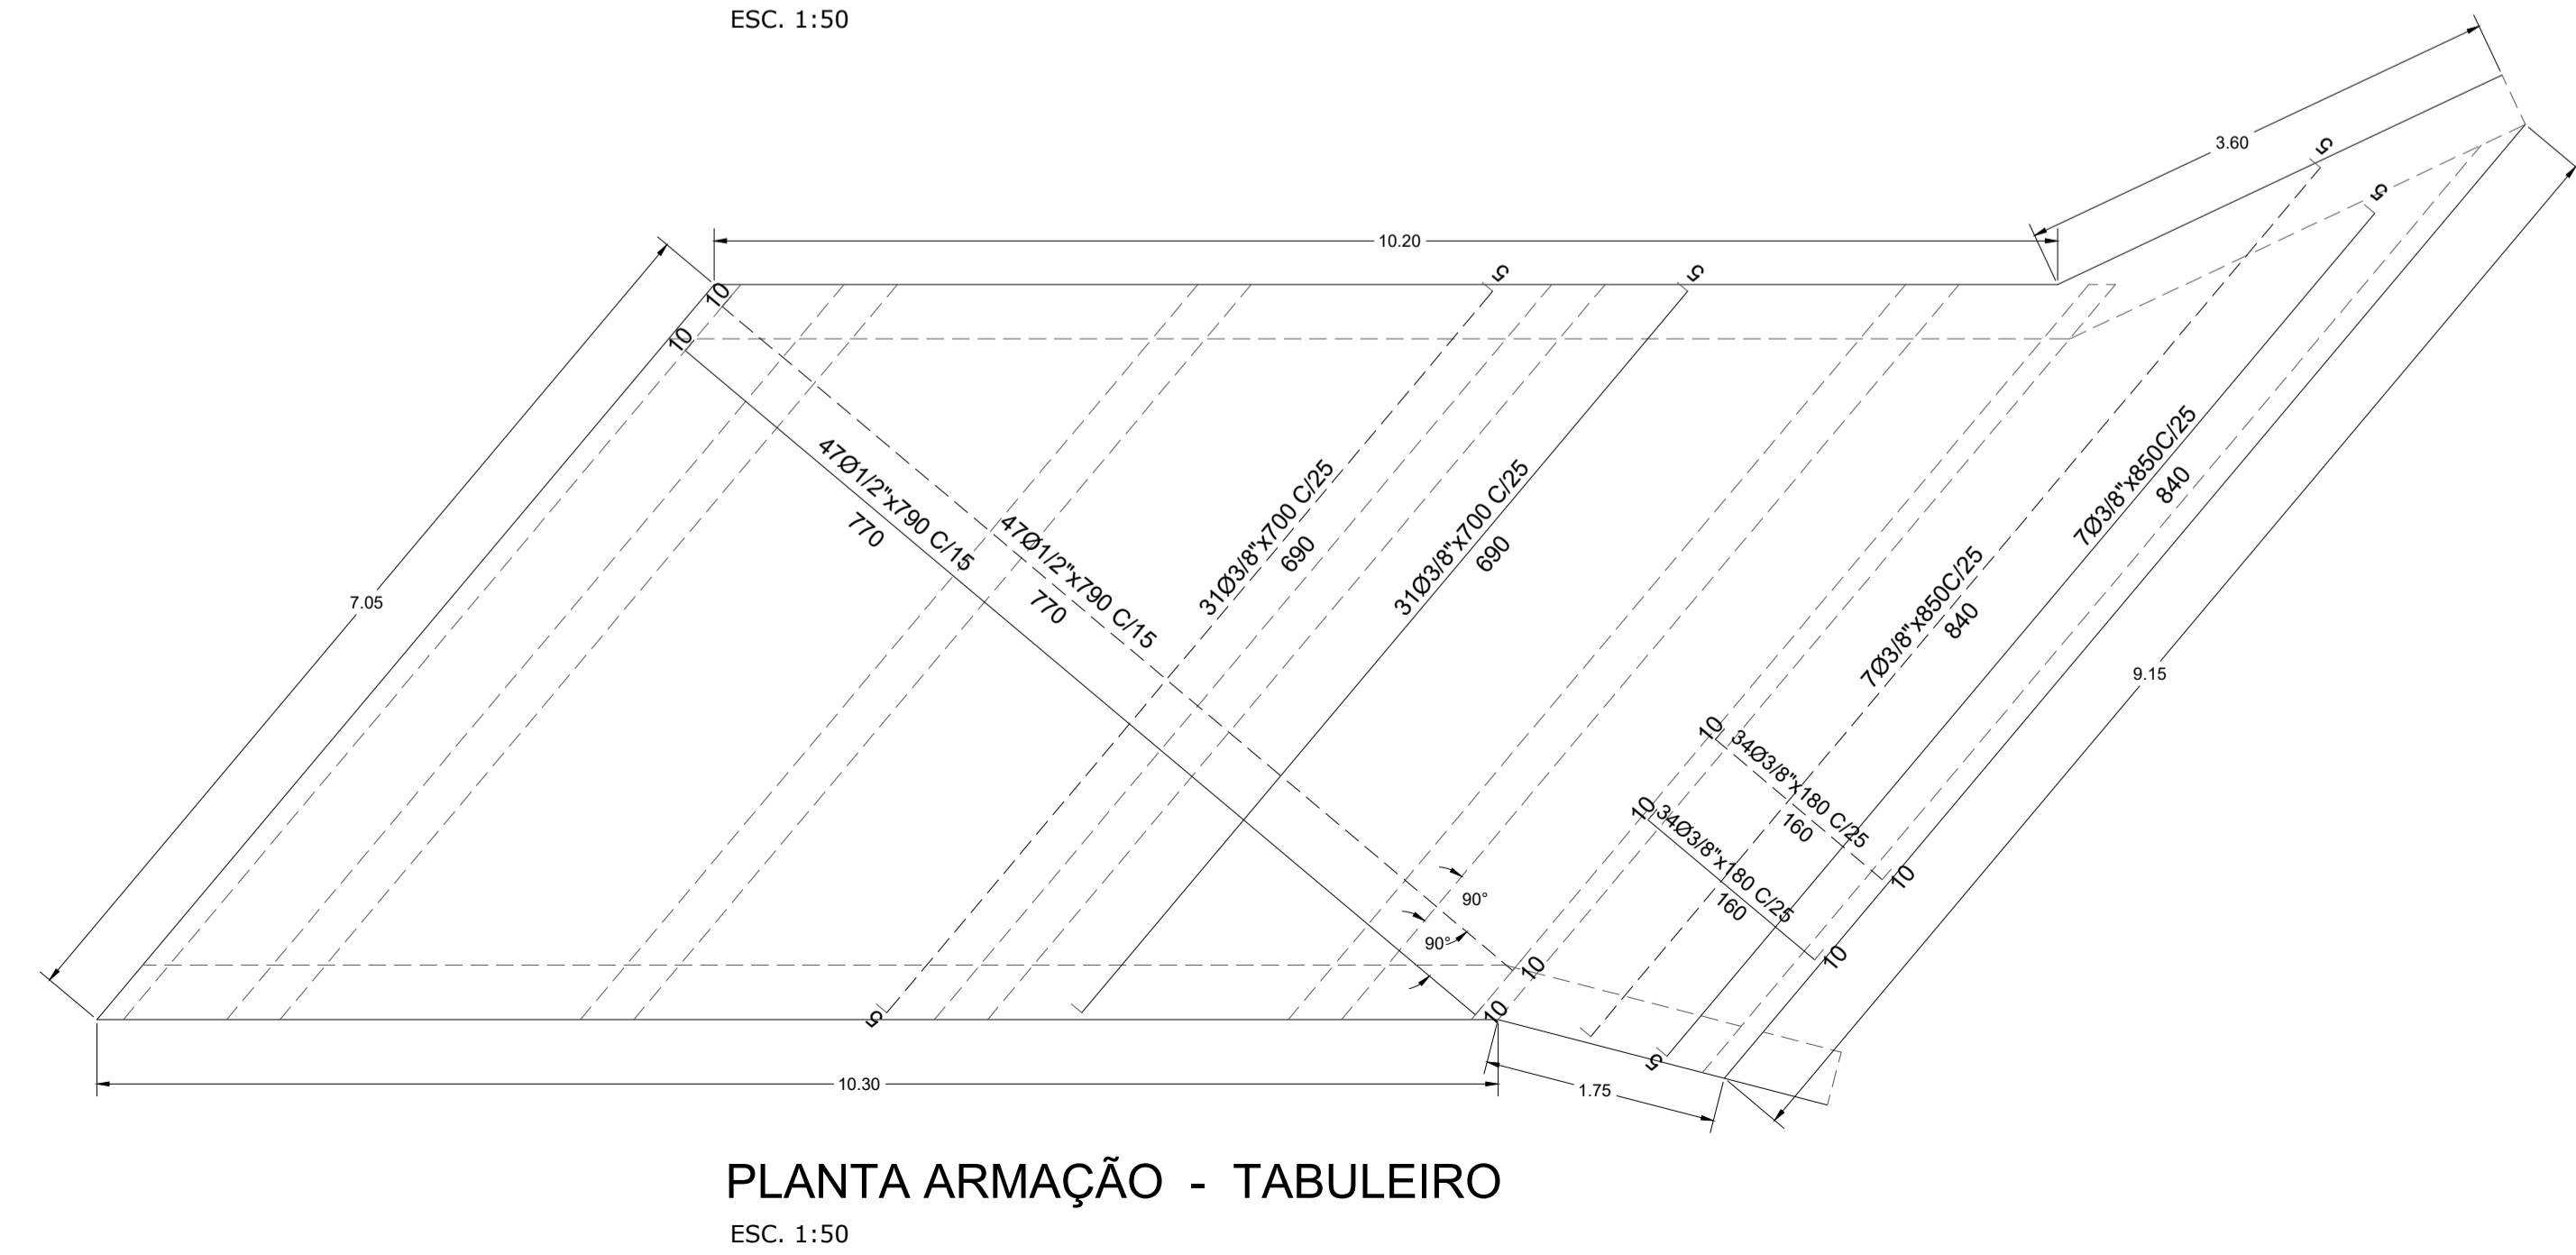 ESC. 1:50
3.60
5
5
10.20
5
5
10
10
7.05
47Ø1/2"x790 C/15
770
47Ø1/2"x790 C/15
770
31Ø3/8"x700 C/25
690
31Ø3/8"x700 C/25
690
7Ø3/8"x850C/25
840
7Ø3/8"x850C/25
840
9.15
10
34Ø3/8"x180 C/25
160
10
10
34Ø3/8"x180 C/25
160
10
90°
90°
10
10
5
5
10.30
1.75
PLANTA ARMAÇÃO - TABULEIRO
ESC. 1:50